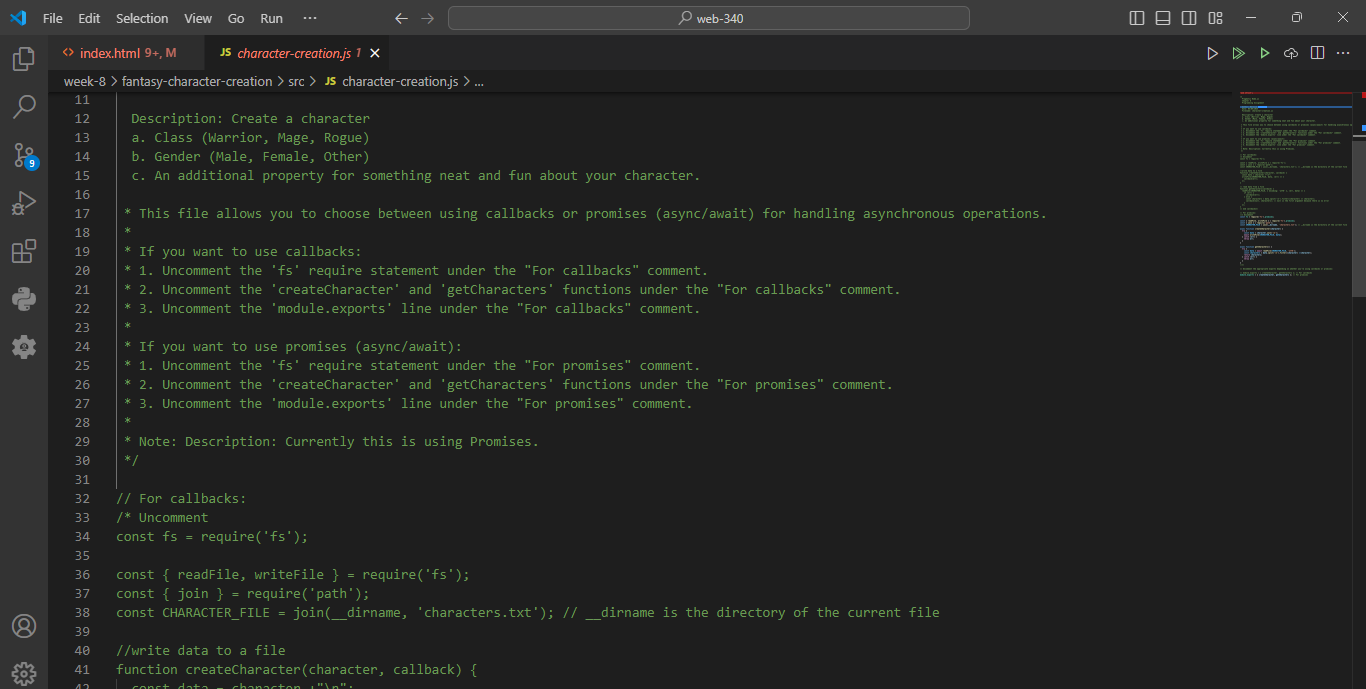 File Edit Selection View Go Run ··· web-340
index.html 9+, M JS character-creation.js 1
week-8 > fantasy-character-creation > src > JS character-creation.js > ...
11
12 Description: Create a character
13 a. Class (Warrior, Mage, Rogue)
14 b. Gender (Male, Female, Other)
15 c. An additional property for something neat and fun about your character.
16
17 * This file allows you to choose between using callbacks or promises (async/await) for handling asynchronous operations.
18 *
19 * If you want to use callbacks:
20 * 1. Uncomment the 'fs' require statement under the "For callbacks" comment.
21 * 2. Uncomment the 'createCharacter' and 'getCharacters' functions under the "For callbacks" comment.
22 * 3. Uncomment the 'module.exports' line under the "For callbacks" comment.
23 *
24 * If you want to use promises (async/await):
25 * 1. Uncomment the 'fs' require statement under the "For promises" comment.
26 * 2. Uncomment the 'createCharacter' and 'getCharacters' functions under the "For promises" comment.
27 * 3. Uncomment the 'module.exports' line under the "For promises" comment.
28 *
29 * Note: Description: Currently this is using Promises.
30 */
31
32 // For callbacks:
33 /* Uncomment
34 const fs = require('fs');
35
36 const { readFile, writeFile } = require('fs');
37 const { join } = require('path');
38 const CHARACTER_FILE = join(__dirname, 'characters.txt'); // __dirname is the directory of the current file
39
40 //write data to a file
41 function createCharacter(character, callback) {
42 const data = character +"\n";
9